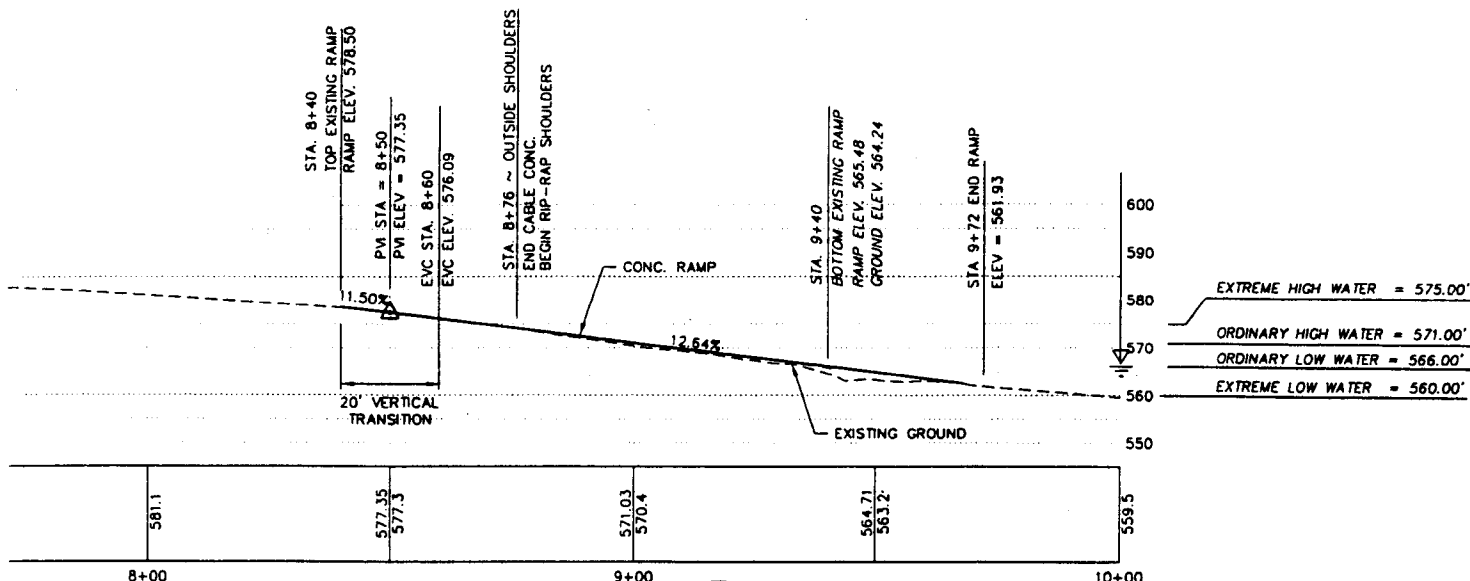 STA. 8+40
TOP EXISTING RAMP
RAMP ELEV. 578.50
PVI STA = 8+50
PVI ELEV = 577.35
EVC STA. 8+60
EVC ELEV. 576.09
STA. 8+76 ~ OUTSIDE SHOULDERS
END CABLE CONC.
BEGIN RIP-RAP SHOULDERS
STA. 9+40
BOTTOM EXISTING RAMP
RAMP ELEV. 565.48
GROUND ELEV. 564.24
STA 9+72 END RAMP
ELEV = 561.93
CONC. RAMP
11.50%
12.64%
20' VERTICAL
TRANSITION
EXISTING GROUND
600
590
580
570
560
550
EXTREME HIGH WATER = 575.00'
ORDINARY HIGH WATER = 571.00'
ORDINARY LOW WATER = 566.00'
EXTREME LOW WATER = 560.00'
581.1
577.35
577.3
571.03
570.4
564.71
563.2
559.5
8+00
9+00
10+00